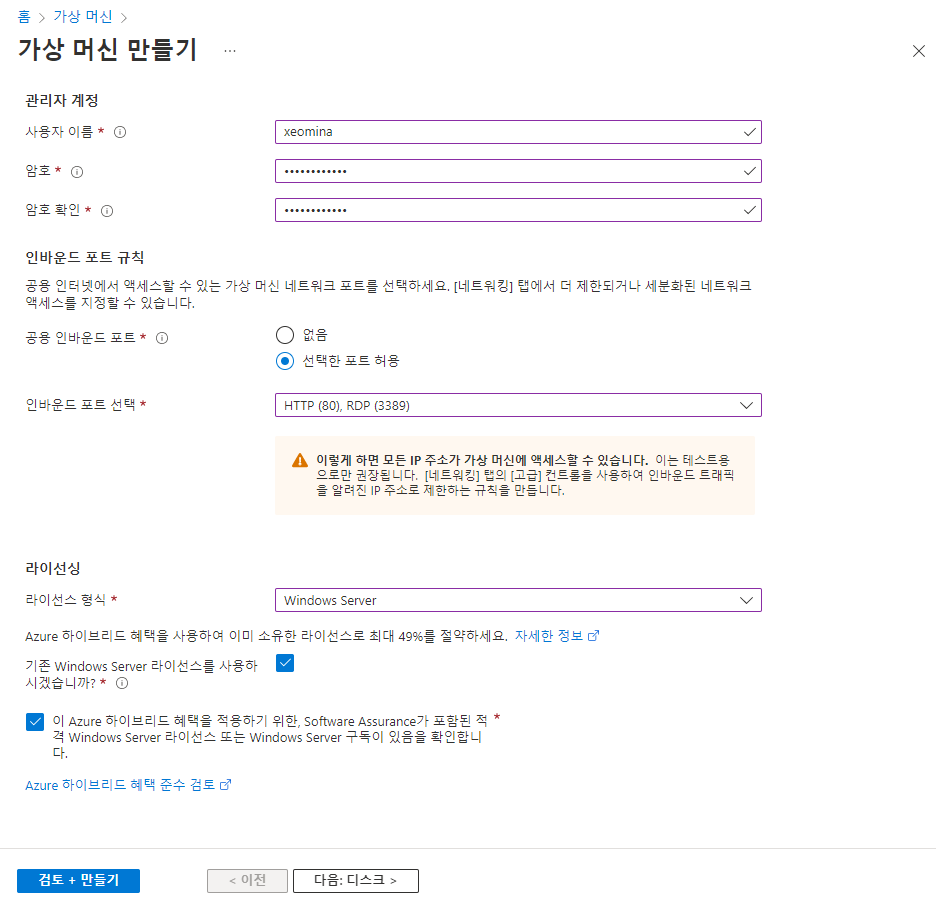 홈 > 가상 머신 >
가상 머신 만들기 ...
관리자 계정
사용자 이름 *
xeomina
암호 *
••••••••••••
암호 확인 *
••••••••••••
인바운드 포트 규칙
공용 인터넷에서 액세스할 수 있는 가상 머신 네트워크 포트를 선택하세요. [네트워킹] 탭에서 더 제한되거나 세분화된 네트워크
액세스를 지정할 수 있습니다.
공용 인바운드 포트 *
없음
선택한 포트 허용
인바운드 포트 선택 *
HTTP (80), RDP (3389)
이렇게 하면 모든 IP 주소가 가상 머신에 액세스할 수 있습니다. 이는 테스트용
으로만 권장됩니다. [네트워킹] 탭의 [고급] 컨트롤을 사용하여 인바운드 트래픽
을 알려진 IP 주소로 제한하는 규칙을 만듭니다.
라이선싱
라이선스 형식 *
Windows Server
Azure 하이브리드 혜택을 사용하여 이미 소유한 라이선스로 최대 49%를 절약하세요. 자세한 정보
기존 Windows Server 라이선스를 사용하
시겠습니까? *
이 Azure 하이브리드 혜택을 적용하기 위한, Software Assurance가 포함된 적 *
격 Windows Server 라이선스 또는 Windows Server 구독이 있음을 확인합니
다.
Azure 하이브리드 혜택 준수 검토
검토 + 만들기
< 이전
다음: 디스크 >